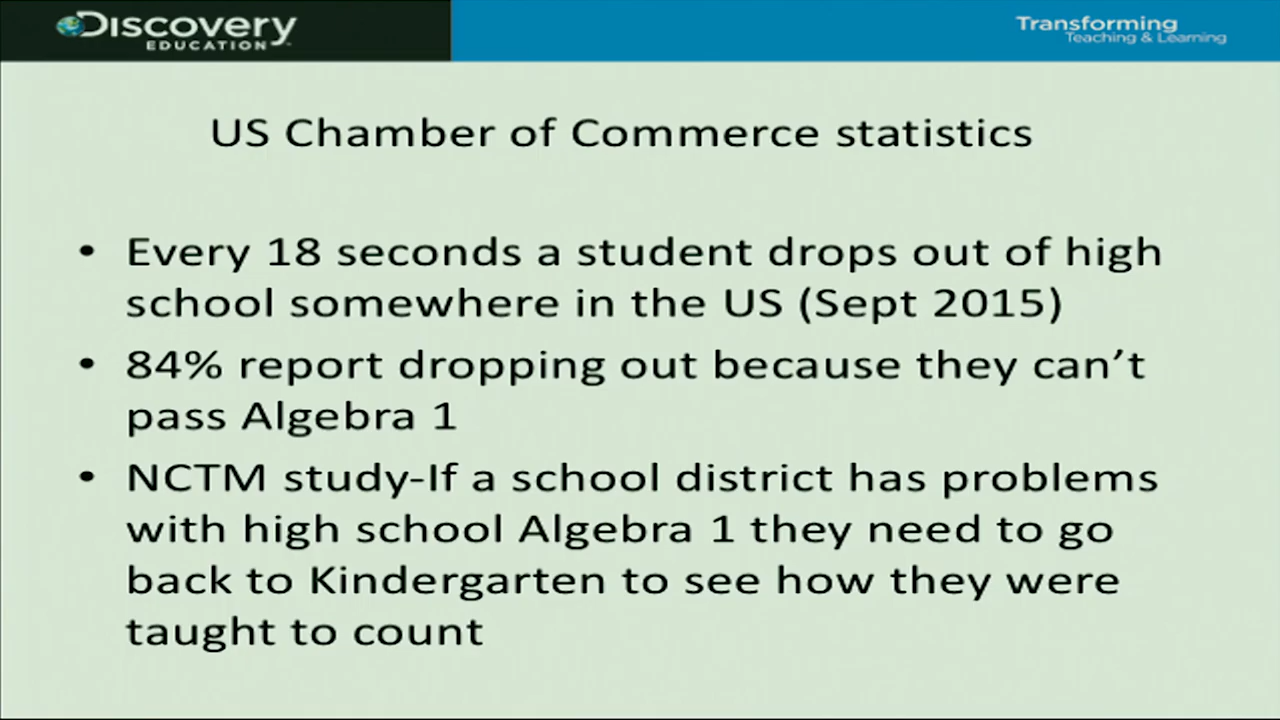 Discovery
EDUCATION
Transforming
Teaching & Learning
US Chamber of Commerce statistics
• Every 18 seconds a student drops out of high
school somewhere in the US (Sept 2015)
• 84% report dropping out because they can’t
pass Algebra 1
• NCTM study-If a school district has problems
with high school Algebra 1 they need to go
back to Kindergarten to see how they were
taught to count